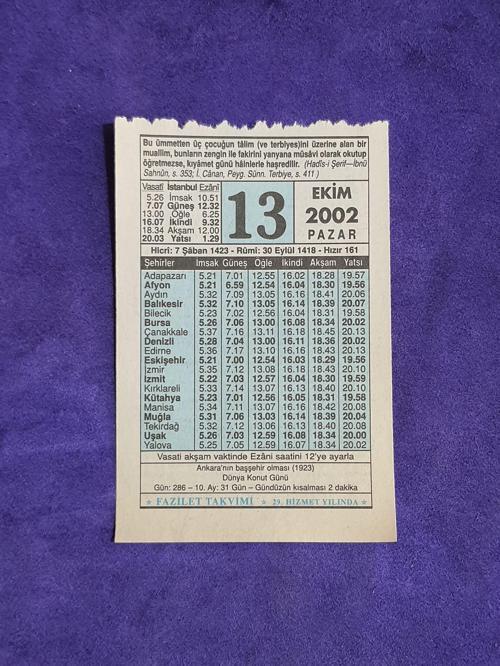 Bu ümmetten üç çocuğun tâlim (ve terbiyes)ini üzerine alan bir
muallim, bunların zengin ile fakirini yanyana müsâvi olarak okutup
öğretmezse, kıyâmet günü hâinlerle haşredilir. (Hadîs-i Şerif—İbnü
Sahnûn, s. 353; İ. Cânan, Peyg. Sünn. Terbiye, s. 411)
Vasatî İstanbul Ezânî
5.26 İmsak 10.51
7.07 Güneş 12.32
13.00 Öğle 6.25
16.07 İkindi 9.32
18.34 Akşam 12.00
20.03 Yatsı 1.29
13
EKİM
2002
PAZAR
Hicrî: 7 Şâban 1423 - Rûmî: 30 Eylül 1418 - Hızır 161
Şehirler İmsak Güneş Öğle İkindi Akşam Yatsı
Adapazarı 5.21 7.01 12.55 16.02 18.28 19.57
Afyon 5.21 6.59 12.54 16.04 18.30 19.56
Aydın 5.32 7.09 13.05 16.16 18.41 20.06
Balıkesir 5.32 7.10 13.05 16.14 18.39 20.07
Bilecik 5.23 7.02 12.56 16.04 18.31 19.58
Bursa 5.26 7.06 13.00 16.08 18.34 20.02
Çanakkale 5.37 7.16 13.11 16.18 18.45 20.13
Denizli 5.28 7.04 13.00 16.11 18.36 20.02
Edirne 5.36 7.17 13.10 16.16 18.43 20.13
Eskişehir 5.21 7.00 12.54 16.03 18.29 19.56
İzmir 5.35 7.12 13.08 16.18 18.43 20.10
İzmit 5.22 7.03 12.57 16.04 18.30 19.59
Kırklareli 5.33 7.14 13.07 16.13 18.40 20.10
Kütahya 5.23 7.01 12.56 16.05 18.31 19.58
Manisa 5.34 7.11 13.07 16.16 18.42 20.08
Muğla 5.31 7.06 13.03 16.14 18.39 20.04
Tekirdağ 5.32 7.12 13.06 16.13 18.40 20.08
Uşak 5.26 7.03 12.59 16.08 18.34 20.00
Yalova 5.25 7.05 12.59 16.07 18.34 20.02
Vasati akşam vaktinde Ezâni saatini 12'ye ayarla
Ankara'nın başşehir olması (1923)
Dünya Konut Günü
Gün: 286 – 10. Ay: 31 Gün – Gündüzün kısalması 2 dakika
★ FAZİLET TAKVİMİ ★ 29. HİZMET YILINDA ★